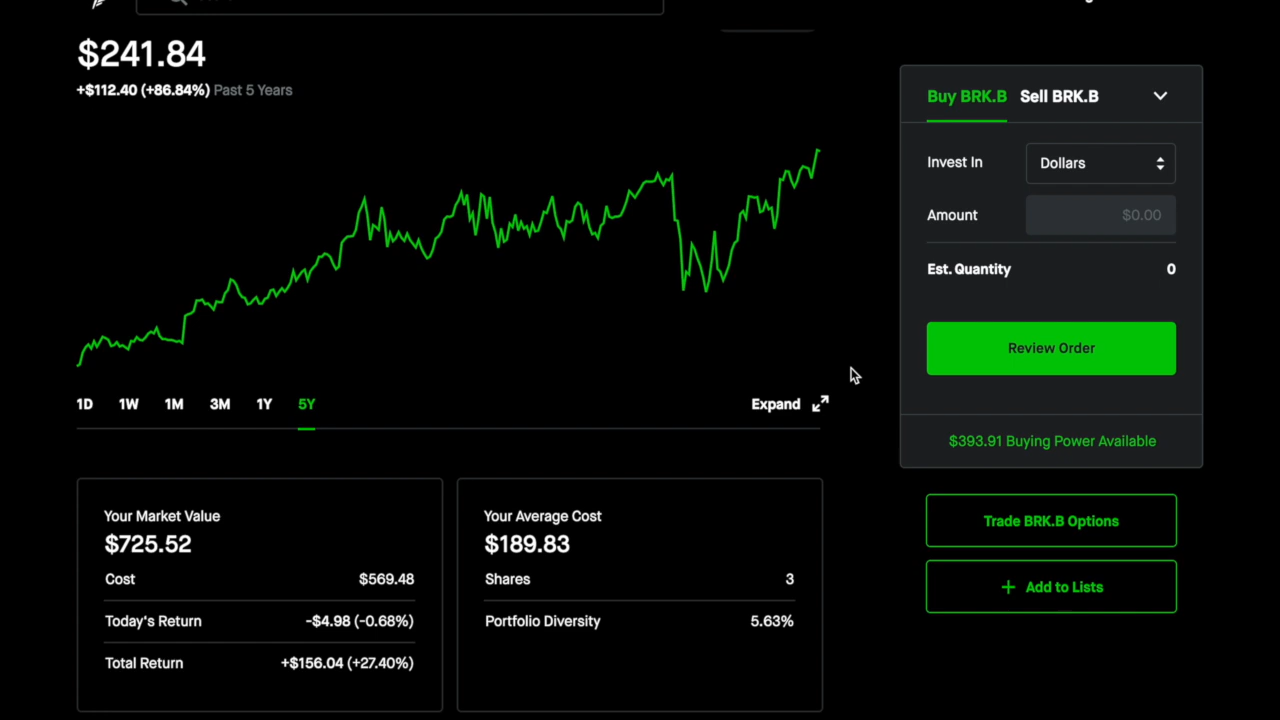 $241.84
+$112.40 (+86.84%) Past 5 Years
1D 1W 1M 3M 1Y 5Y Expand
Your Market Value
$725.52
Cost $569.48
Today's Return -$4.98 (-0.68%)
Total Return +$156.04 (+27.40%)
Your Average Cost
$189.83
Shares 3
Portfolio Diversity 5.63%
Buy BRK.B Sell BRK.B
Invest In Dollars
Amount $0.00
Est. Quantity 0
Review Order
$393.91 Buying Power Available
Trade BRK.B Options
+ Add to Lists